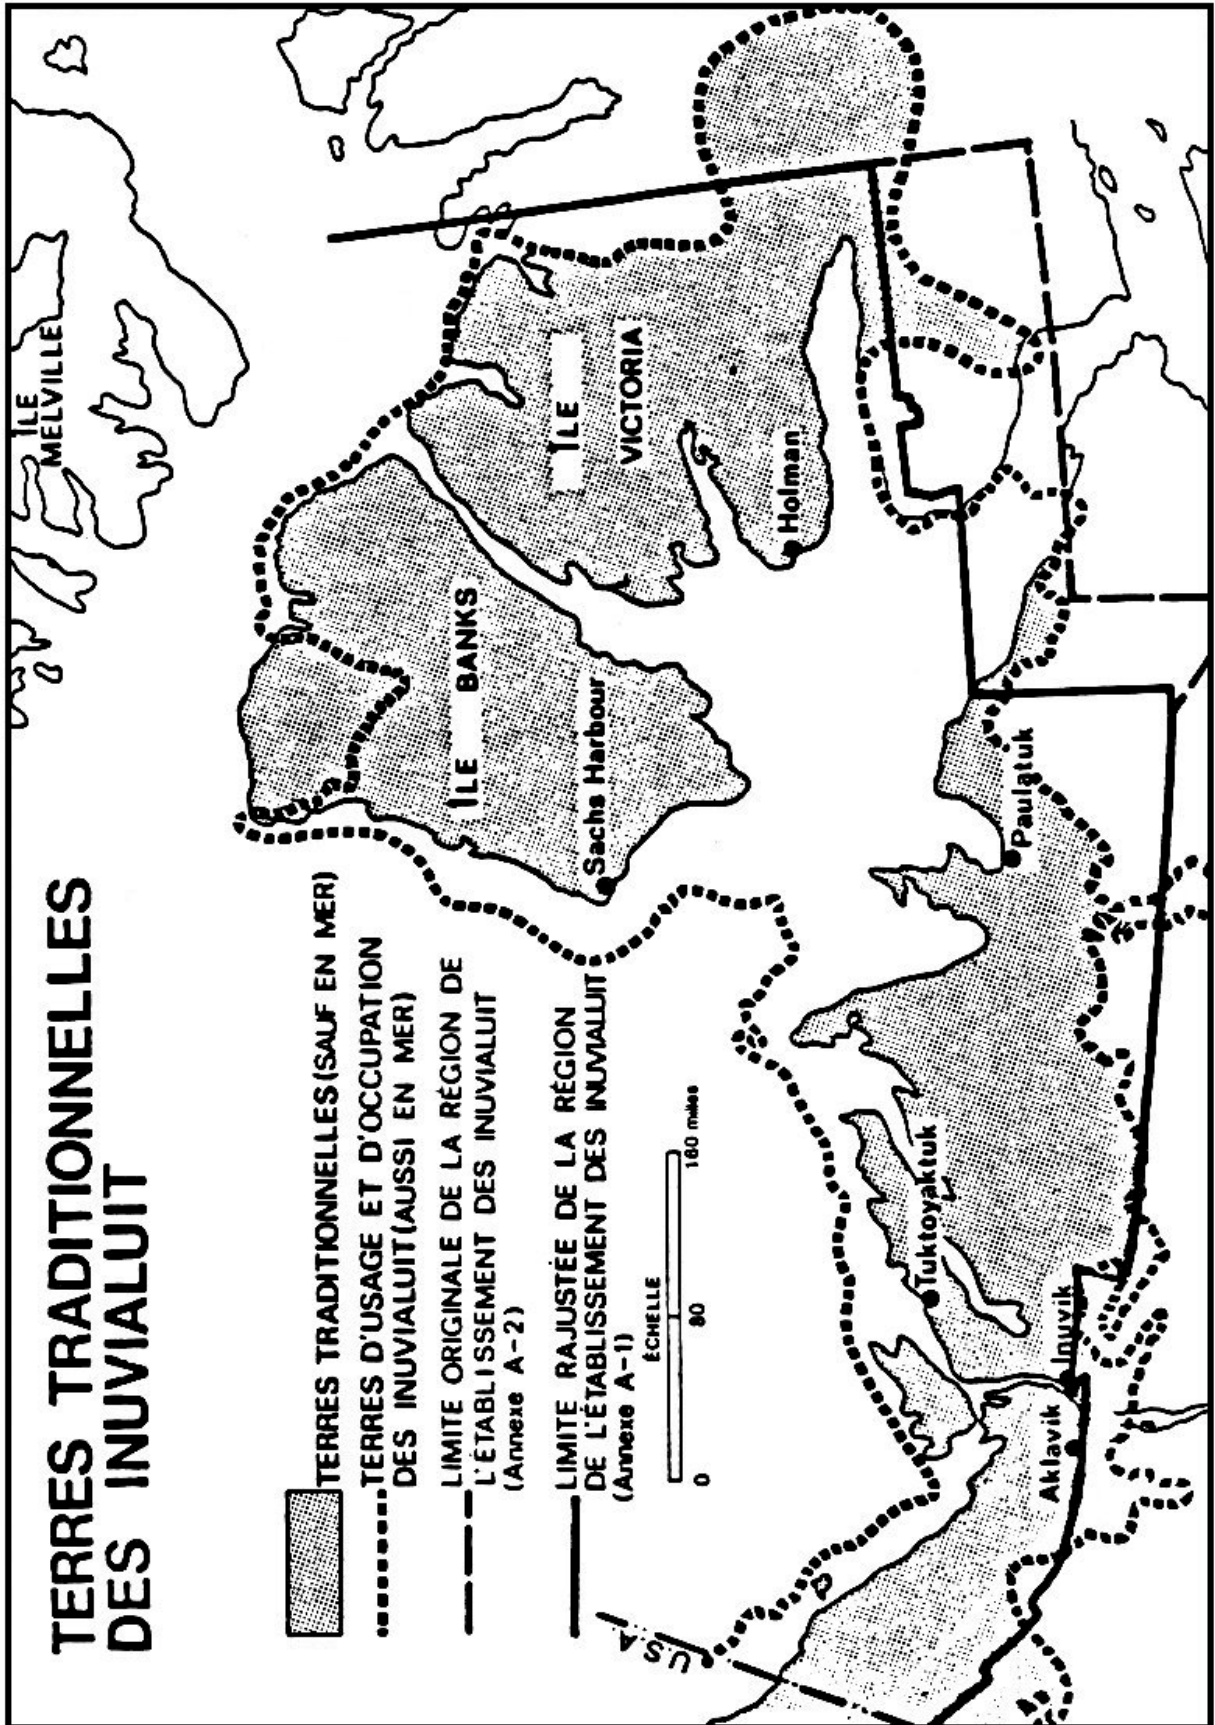 TERRES TRADITIONNELLES
DES INUVIALUIT
TERRES TRADITIONNELLES (SAUF EN MER)
TERRES D'USAGE ET D'OCCUPATION
DES INUVIALUIT (AUSSI EN MER)
LIMITE ORIGINALE DE LA RÉGION DE
L'ÉTABLISSEMENT DES INUVIALUIT
(Annexe A-2)
LIMITE RAJUSTÉE DE LA RÉGION
DE L'ÉTABLISSEMENT DES INUVIALUIT
(Annexe A-1)
ÉCHELLE
0 80 160 miles
ÎLE
MELVILLE
ÎLE BANKS
Sachs Harbour
ÎLE
VICTORIA
Holman
Paulatuk
Tuktoyaktuk
Inuvik
Aklavik
U.S.A.